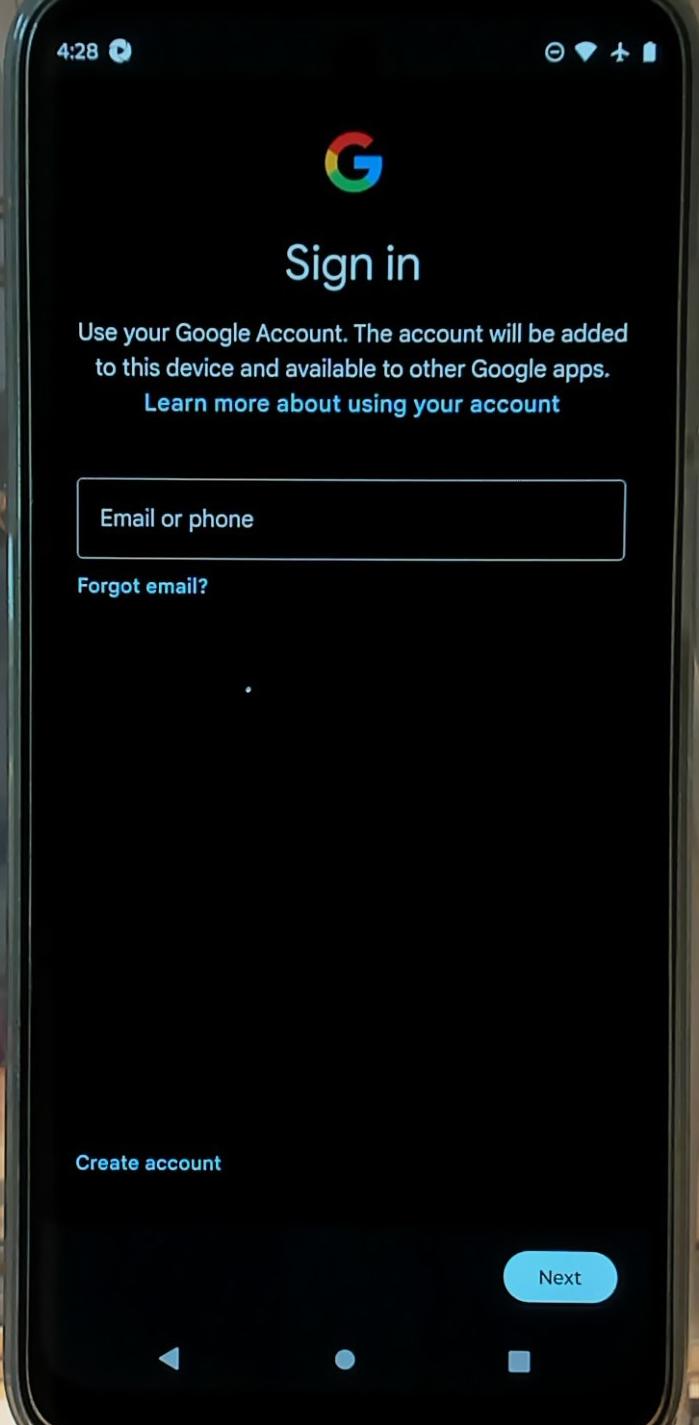 4:28
Sign in
Use your Google Account. The account will be added
to this device and available to other Google apps.
Learn more about using your account
Email or phone
Forgot email?
Create account
Next